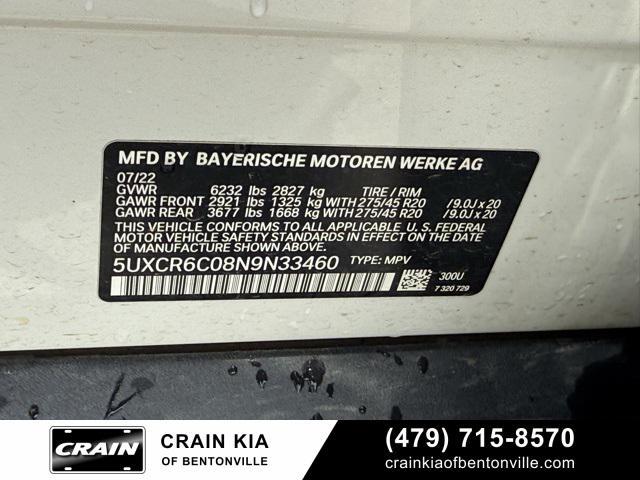 MFD BY BAYERISCHE MOTOREN WERKE AG
07/22
GVWR 6232 lbs 2827 kg TIRE / RIM
GAWR FRONT 2921 lbs 1325 kg WITH 275/45 R20 /9.0J x 20
GAWR REAR 3677 lbs 1668 kg WITH 275/45 R20 /9.0J x 20
THIS VEHICLE CONFORMS TO ALL APPLICABLE U. S. FEDERAL
MOTOR VEHICLE SAFETY STANDARDS IN EFFECT ON THE DATE
OF MANUFACTURE SHOWN ABOVE.
5UXCR6C08N9N33460 TYPE: MPV
300U
7 320 729
CRAIN
CRAIN KIA
OF BENTONVILLE
(479) 715-8570
crainkiaofbentonville.com